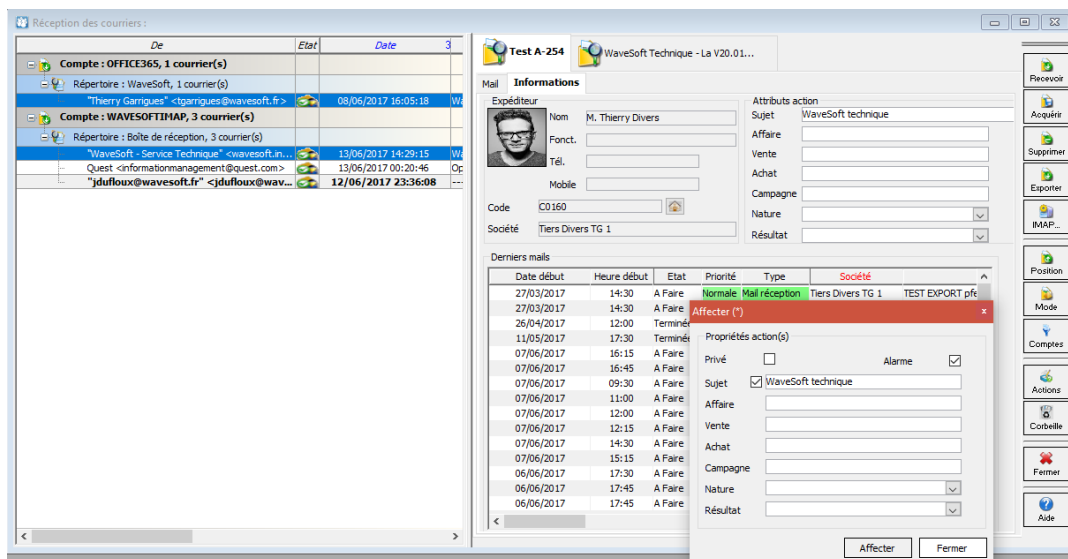 Réception des courriers :
De Etat Date 3
Compte : OFFICE365, 1 courrier(s)
Répertoire : WaveSoft, 1 courrier(s)
"Thierry Garrigues" <tgarrigues@wavesoft.fr> 08/06/2017 16:05:18
Compte : WAVESOFTIMAP, 3 courrier(s)
Répertoire : Boîte de réception, 3 courrier(s)
"WaveSoft - Service Technique" <wavesoft.in... 13/06/2017 14:29:15
Quest <informationmanagement@quest.com> 13/06/2017 00:20:46 Op
"jdufloux@wavesoft.fr" <jdufloux@wav... 12/06/2017 23:36:08 ---
Test A-254
WaveSoft Technique - La V20.01...
Mail Informations
Expéditeur
Nom M. Thierry Divers
Fonct.
Tél.
Mobile
Code C0160
Société Tiers Divers TG 1
Attributs action
Sujet WaveSoft technique
Affaire
Vente
Achat
Campagne
Nature
Résultat
Derniers mails
Date début Heure début Etat Priorité Type Société
27/03/2017 14:30 A Faire Normale Mail réception Tiers Divers TG 1 TEST EXPORT pfe
27/03/2017 14:30 A Faire
26/04/2017 12:00 Terminée
11/05/2017 17:30 Terminée
07/06/2017 16:15 A Faire
07/06/2017 16:45 A Faire
07/06/2017 09:30 A Faire
07/06/2017 11:00 A Faire
07/06/2017 12:00 A Faire
07/06/2017 12:15 A Faire
07/06/2017 14:30 A Faire
07/06/2017 15:15 A Faire
06/06/2017 17:30 A Faire
06/06/2017 17:45 A Faire
06/06/2017 17:45 A Faire
Affecter (*)
Propriétés action(s)
Privé Alarme
Sujet WaveSoft technique
Affaire
Vente
Achat
Campagne
Nature
Résultat
Affecter Fermer
Recevoir
Acquérir
Supprimer
Exporter
IMAP...
Position
Mode
Comptes
Actions
Corbeille
Fermer
Aide